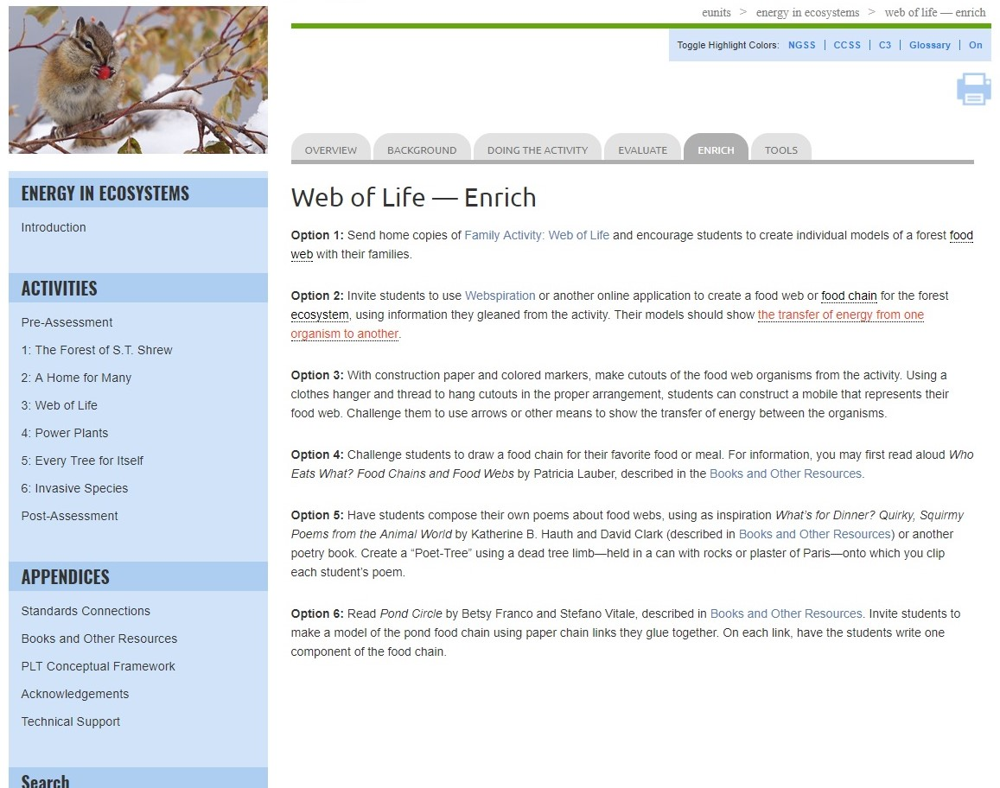 eunits > energy in ecosystems > web of life — enrich
Toggle Highlight Colors: NGSS | CCSS | C3 | Glossary | On
OVERVIEW BACKGROUND DOING THE ACTIVITY EVALUATE ENRICH TOOLS
ENERGY IN ECOSYSTEMS
Introduction
ACTIVITIES
Pre-Assessment
1: The Forest of S.T. Shrew
2: A Home for Many
3: Web of Life
4: Power Plants
5: Every Tree for Itself
6: Invasive Species
Post-Assessment
APPENDICES
Standards Connections
Books and Other Resources
PLT Conceptual Framework
Acknowledgements
Technical Support
Search
Web of Life — Enrich
Option 1: Send home copies of Family Activity: Web of Life and encourage students to create individual models of a forest food
web with their families.
Option 2: Invite students to use Webspiration or another online application to create a food web or food chain for the forest
ecosystem, using information they gleaned from the activity. Their models should show the transfer of energy from one
organism to another.
Option 3: With construction paper and colored markers, make cutouts of the food web organisms from the activity. Using a
clothes hanger and thread to hang cutouts in the proper arrangement, students can construct a mobile that represents their
food web. Challenge them to use arrows or other means to show the transfer of energy between the organisms.
Option 4: Challenge students to draw a food chain for their favorite food or meal. For information, you may first read aloud Who
Eats What? Food Chains and Food Webs by Patricia Lauber, described in the Books and Other Resources.
Option 5: Have students compose their own poems about food webs, using as inspiration What's for Dinner? Quirky, Squirmy
Poems from the Animal World by Katherine B. Hauth and David Clark (described in Books and Other Resources) or another
poetry book. Create a “Poet-Tree” using a dead tree limb—held in a can with rocks or plaster of Paris—onto which you clip
each student’s poem.
Option 6: Read Pond Circle by Betsy Franco and Stefano Vitale, described in Books and Other Resources. Invite students to
make a model of the pond food chain using paper chain links they glue together. On each link, have the students write one
component of the food chain.